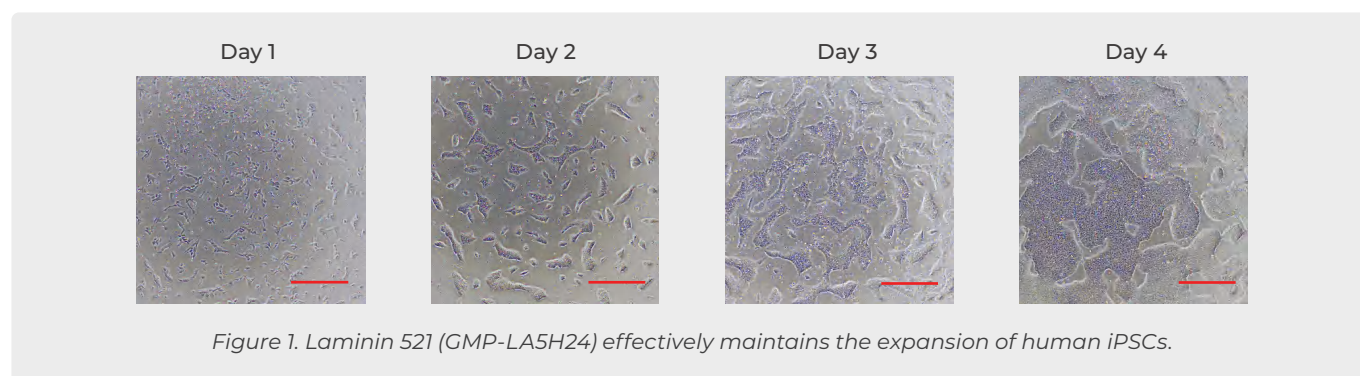 Day 1 Day 2 Day 3 Day 4
Figure 1. Laminin 521 (GMP-LA5H24) effectively maintains the expansion of human iPSCs.